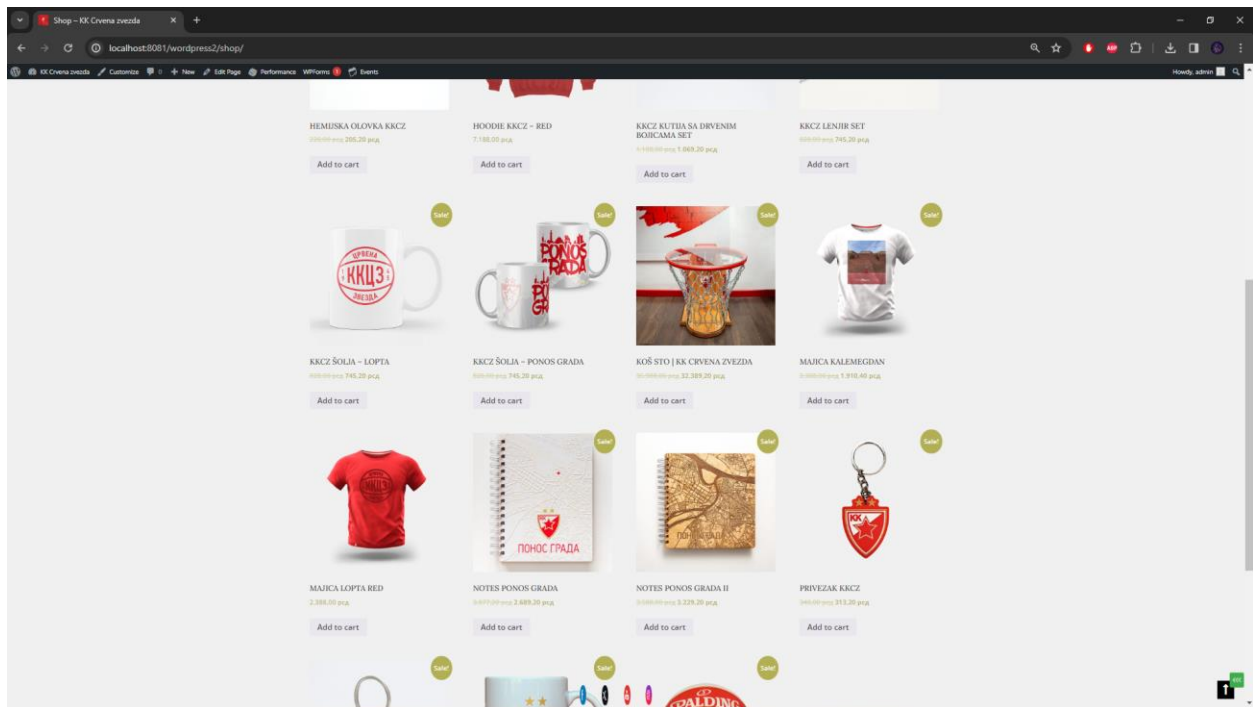 Shop – KK Crvena zvezda
localhost:8081/wordpress2/shop/
KK Crvena zvezda Customize 0 New Edit Page Performance WPForms Events
Howdy, admin
HEMIJSKA OLOVKA KKCZ
205,20 рсд
Add to cart
HOODIE KKCZ – RED
7.188,00 рсд
Add to cart
KKCZ KUTIJA SA DRVENIM
BOJICAMA SET
1.069,20 рсд
Add to cart
KKCZ LENJIR SET
745,20 рсд
Add to cart
Sale!
Sale!
Sale!
Sale!
ЦРВЕНА
ККЦЗ
ЗВЕЗДА
PONOS
GRADA
KKCZ ŠOLJA – LOPTA
745,20 рсд
Add to cart
KKCZ ŠOLJA – PONOS GRADA
745,20 рсд
Add to cart
KOŠ STO | KK CRVENA ZVEZDA
32.389,20 рсд
Add to cart
MAJICA KALEMEGDAN
1.910,40 рсд
Add to cart
Sale!
Sale!
Sale!
ККЦЗ
ПОНОС ГРАДА
КК
MAJICA LOPTA RED
2.388,00 рсд
Add to cart
NOTES PONOS GRADA
2.689,20 рсд
Add to cart
NOTES PONOS GRADA II
3.229,20 рсд
Add to cart
PRIVEZAK KKCZ
313,20 рсд
Add to cart
Sale!
Sale!
Sale!
SPALDING